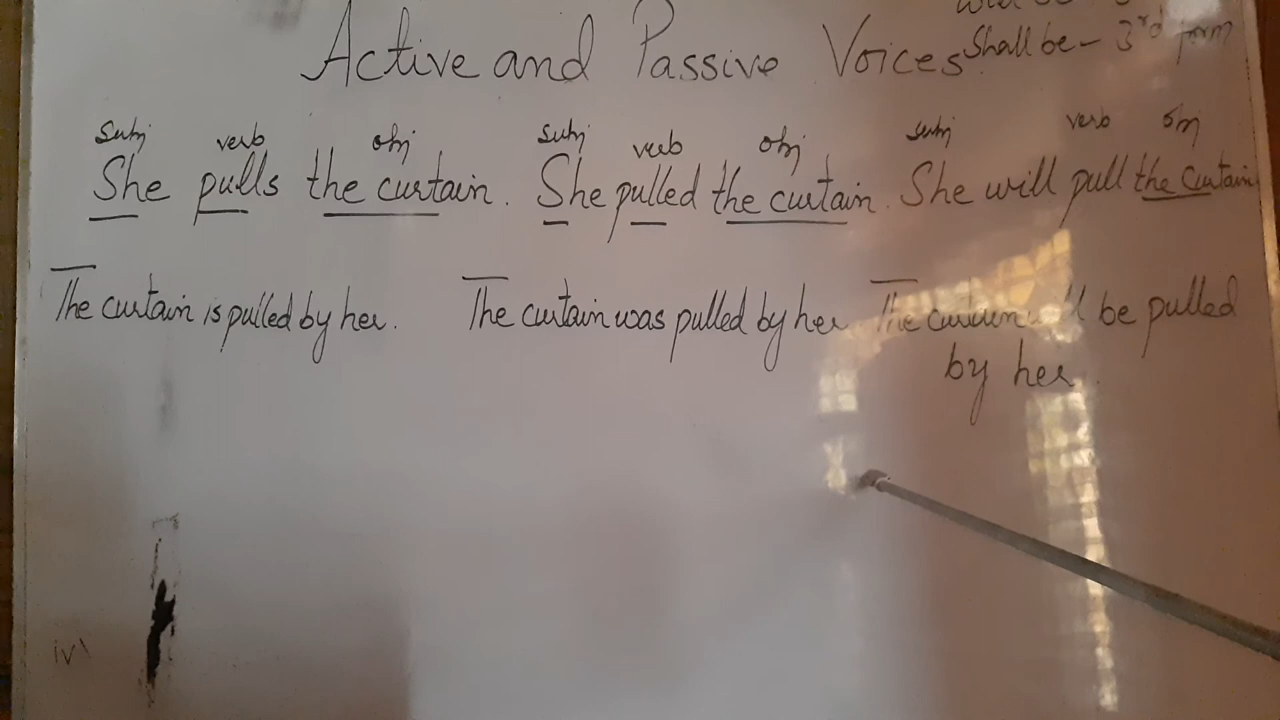 Active and Passive Voices Shall be - 3rd form
subj verb obj subj verb obj subj verb obj
She pulls the curtain. She pulled the curtain. She will pull the curtain
The curtain is pulled by her. The curtain was pulled by her. The curtain will be pulled
by her.
iv\